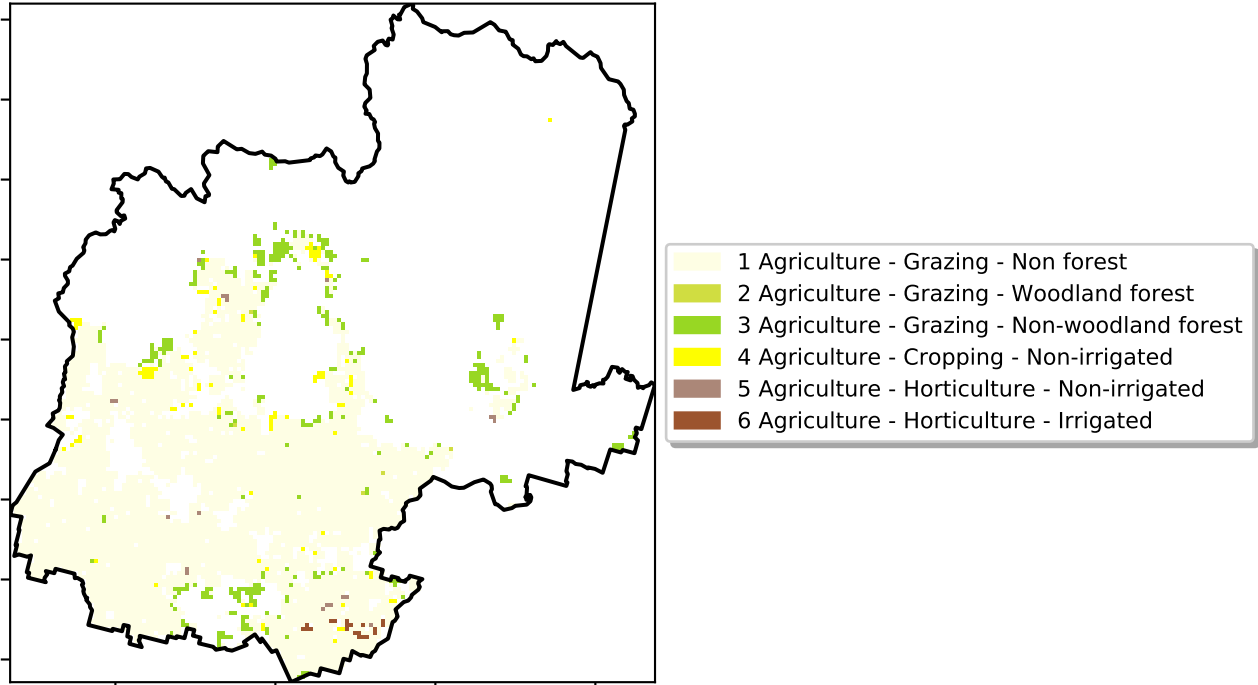 1 Agriculture - Grazing - Non forest
2 Agriculture - Grazing - Woodland forest
3 Agriculture - Grazing - Non-woodland forest
4 Agriculture - Cropping - Non-irrigated
5 Agriculture - Horticulture - Non-irrigated
6 Agriculture - Horticulture - Irrigated